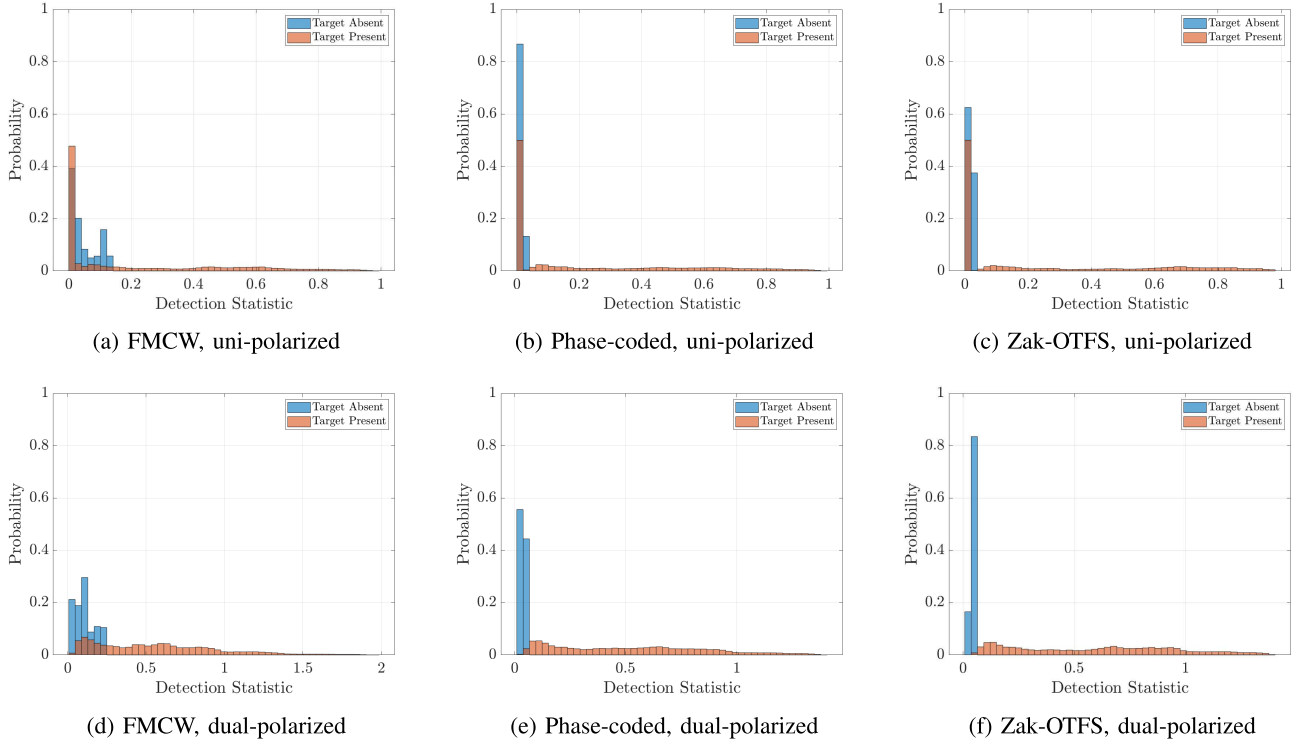 1
Target Absent
Target Present
0.8
0.6
Probability
0.4
0.2
0
0 0.2 0.4 0.6 0.8 1
Detection Statistic
(a) FMCW, uni-polarized
1
Target Absent
Target Present
0.8
0.6
Probability
0.4
0.2
0
0 0.2 0.4 0.6 0.8 1
Detection Statistic
(b) Phase-coded, uni-polarized
1
Target Absent
Target Present
0.8
0.6
Probability
0.4
0.2
0
0 0.2 0.4 0.6 0.8 1
Detection Statistic
(c) Zak-OTFS, uni-polarized
1
Target Absent
Target Present
0.8
0.6
Probability
0.4
0.2
0
0 0.5 1 1.5 2
Detection Statistic
(d) FMCW, dual-polarized
1
Target Absent
Target Present
0.8
0.6
Probability
0.4
0.2
0
0 0.5 1
Detection Statistic
(e) Phase-coded, dual-polarized
1
Target Absent
Target Present
0.8
0.6
Probability
0.4
0.2
0
0 0.5 1
Detection Statistic
(f) Zak-OTFS, dual-polarized